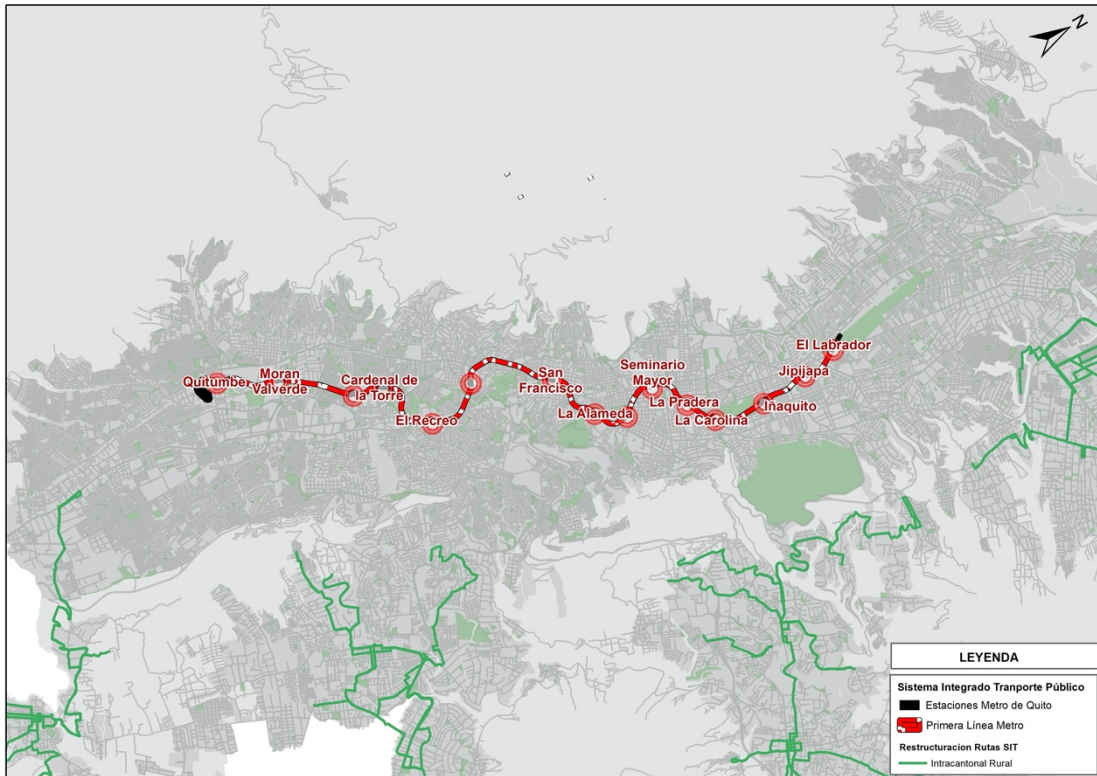 N
El Labrador
Jipijapa
Iñaquito
Seminario
Mayor
La Pradera
La Carolina
San
Francisco
La Alameda
Cardenal de
la Torre
El Recreo
Moran
Valverde
Quitumbe
LEYENDA
Sistema Integrado Tranporte Público
Estaciones Metro de Quito
Primera Línea Metro
Restructuracion Rutas SIT
Intracantonal Rural